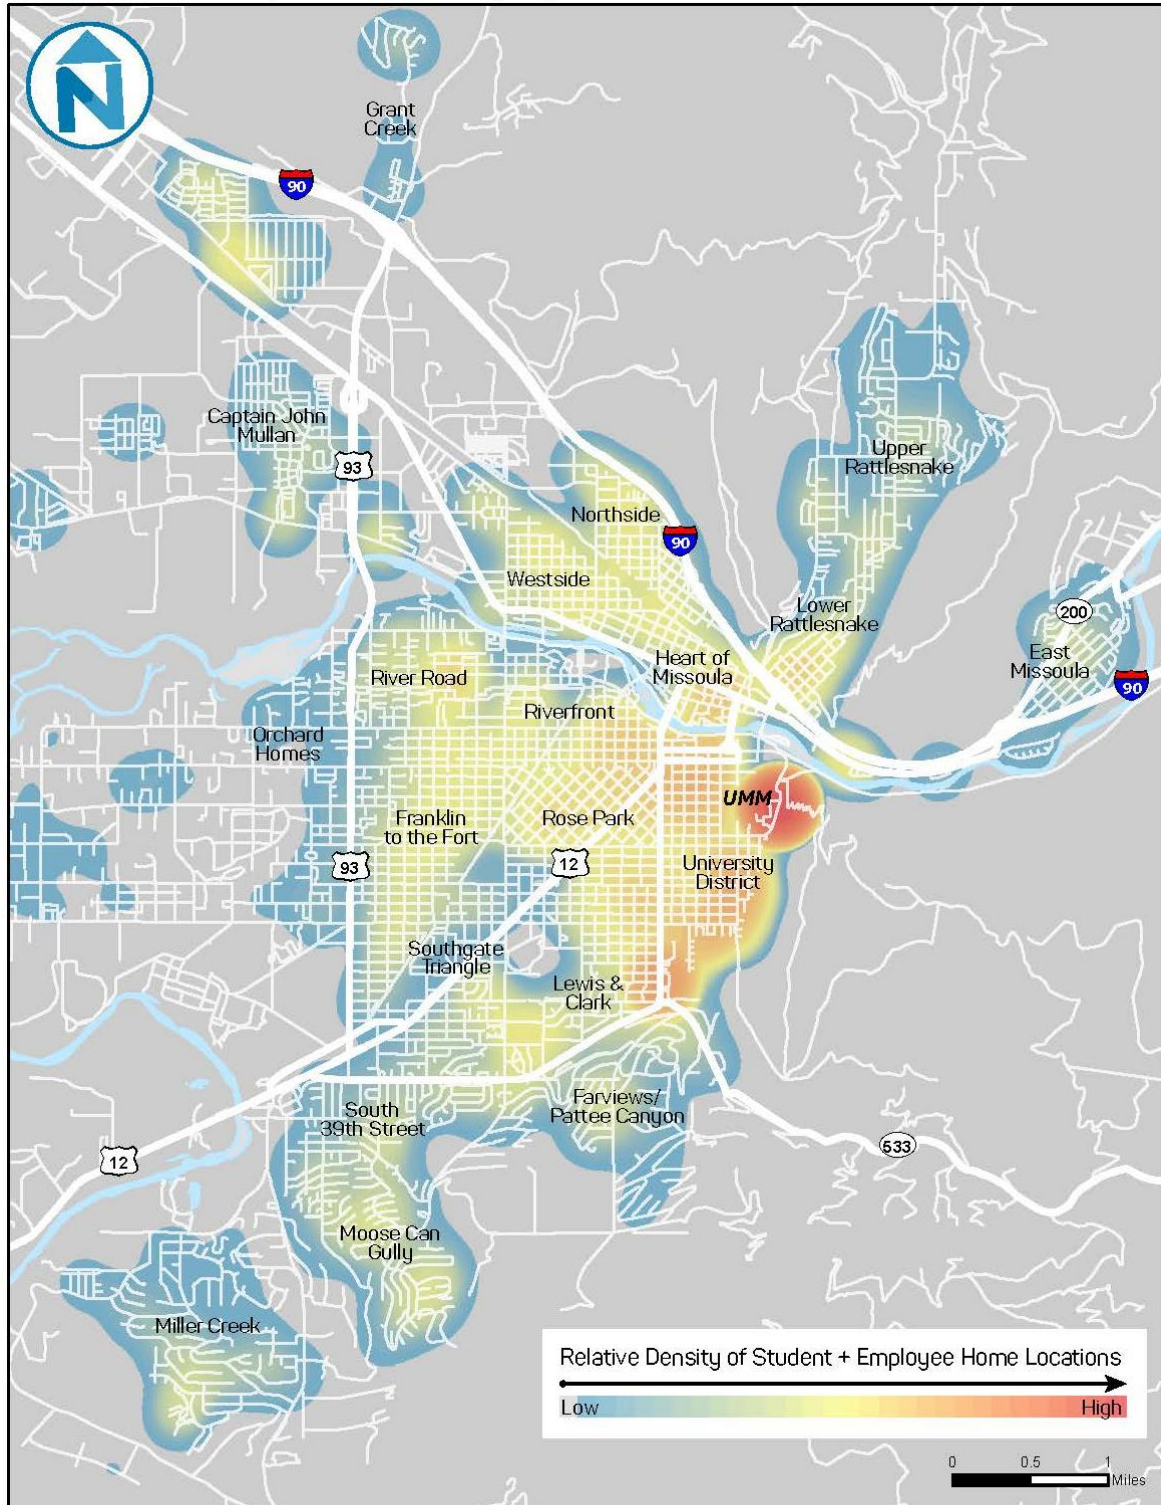 N
Grant
Creek
90
Captain John
Mullan
93
Upper
Rattlesnake
Northside
90
Westside
Lower
Rattlesnake
200
East
Missoula
90
Heart of
Missoula
River Road
Riverfront
Orchard
Homes
UMM
Franklin
to the Fort
Rose Park
93
12
University
District
Southgate
Triangle
Lewis &
Clark
South
39th Street
Farviews/
Pattee Canyon
533
12
Moose Can
Gully
Miller Creek
Relative Density of Student + Employee Home Locations
Low High
0 0.5 1
Miles